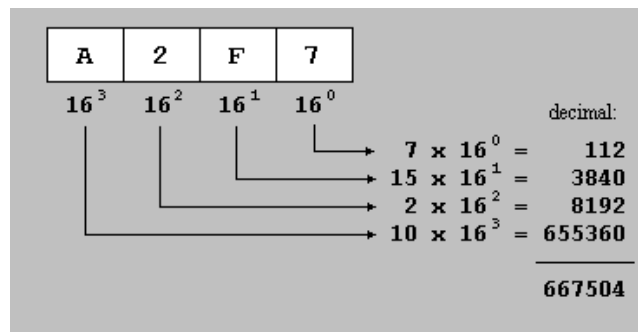 A 2 F 7
16³ 16² 16¹ 16⁰
decimal:
7 x 16⁰ = 112
15 x 16¹ = 3840
2 x 16² = 8192
10 x 16³ = 655360
667504